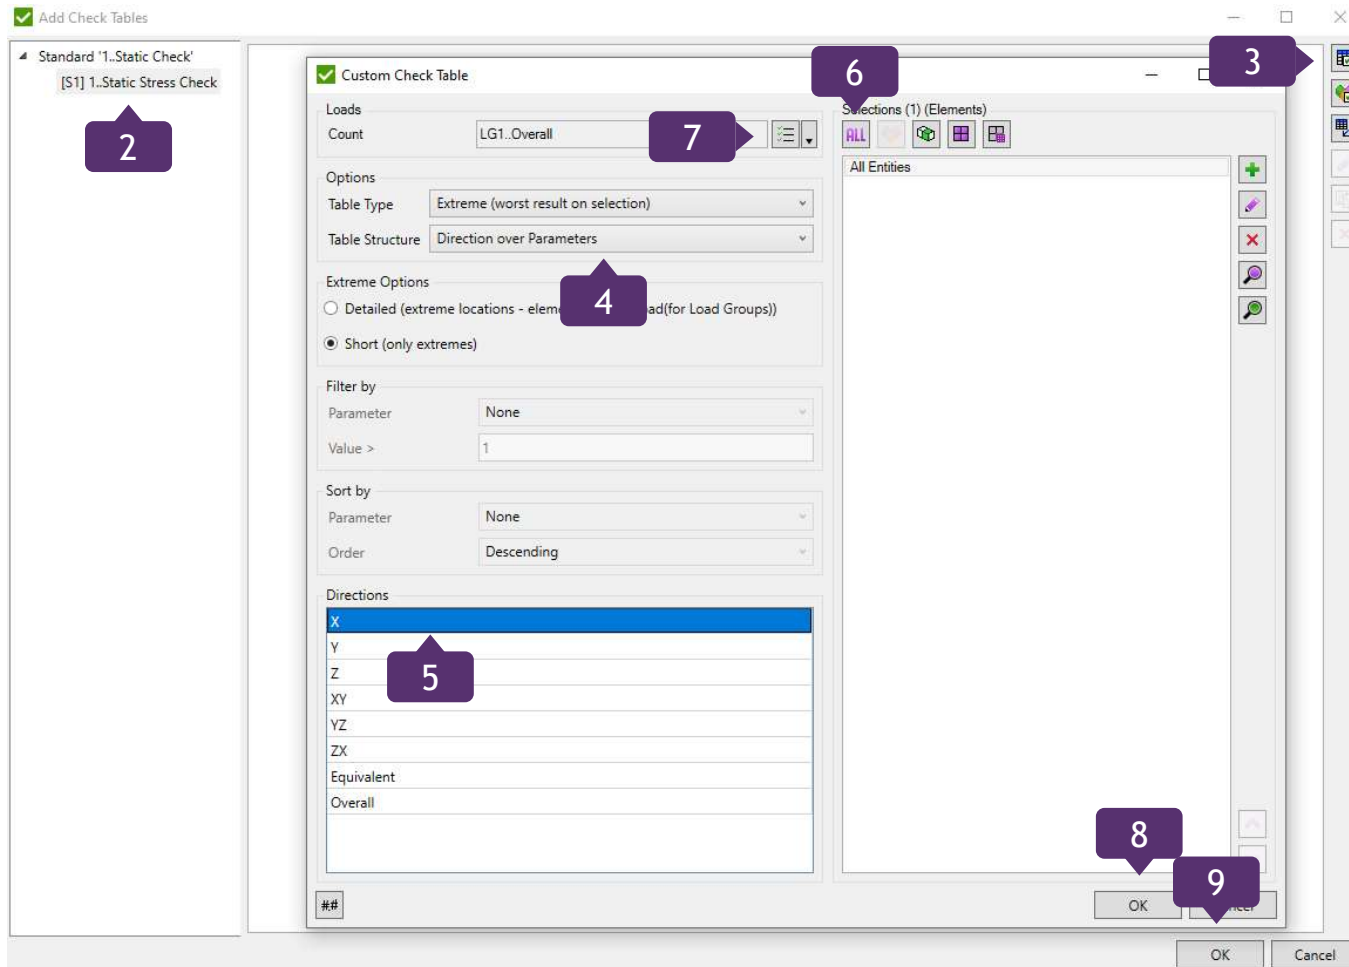 Add Check Tables
Standard '1..Static Check'
[S1] 1..Static Stress Check
2
3
Custom Check Table
6
Loads
Count
LG1..Overall
7
Selections (1) (Elements)
ALL
All Entities
Options
Table Type
Extreme (worst result on selection)
Table Structure
Direction over Parameters
4
Extreme Options
Detailed (extreme locations - elem ad(for Load Groups))
Short (only extremes)
Filter by
Parameter
None
Value >
1
Sort by
Parameter
None
Order
Descending
Directions
X
Y
Z
XY
YZ
ZX
Equivalent
Overall
5
8
9
##
OK
OK
Cancel